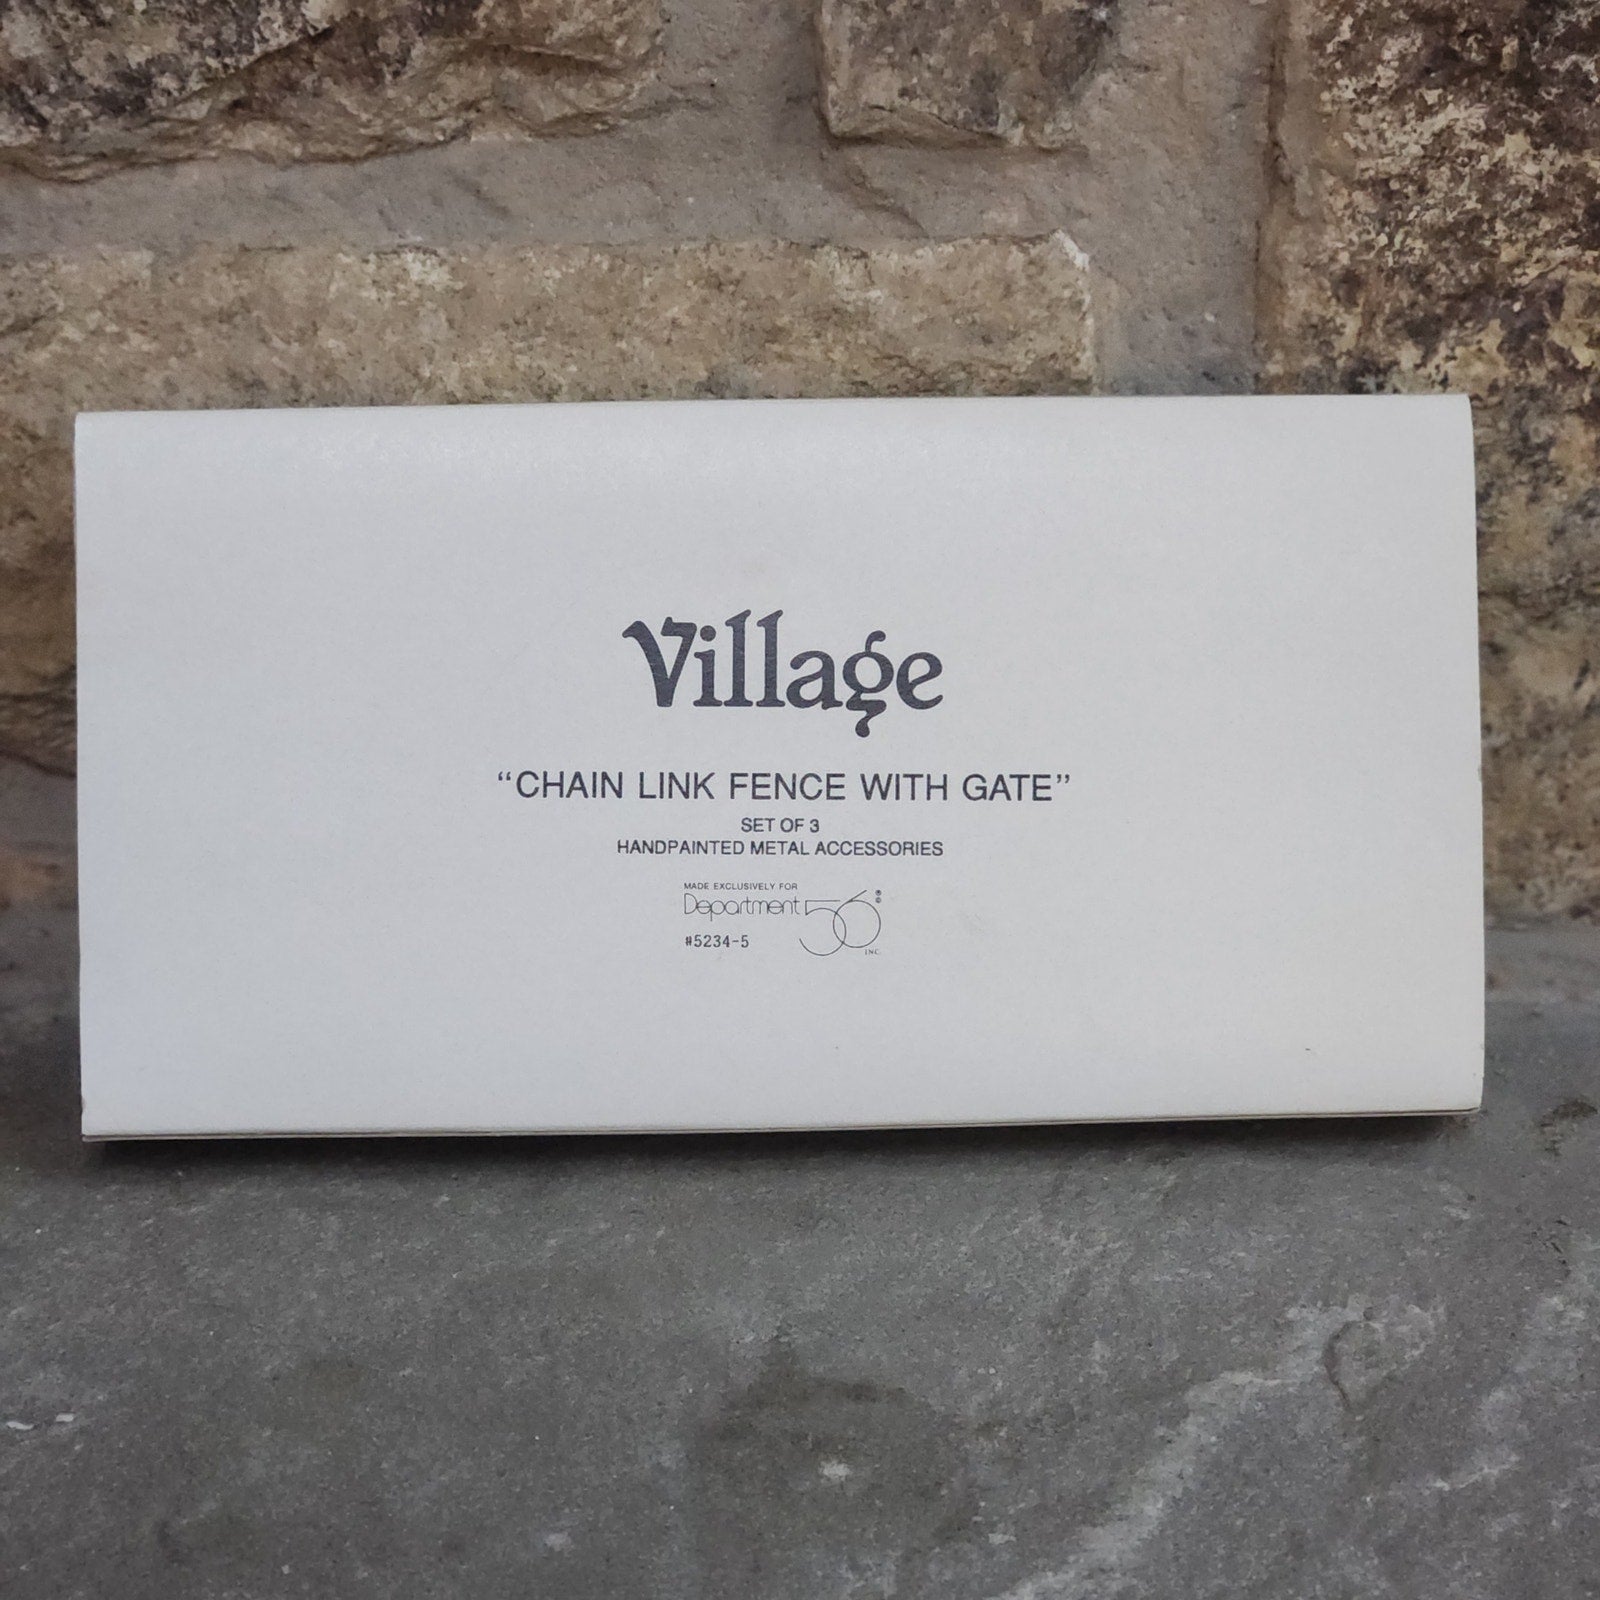 Village
“CHAIN LINK FENCE WITH GATE”
SET OF 3
HANDPAINTED METAL ACCESSORIES
MADE EXCLUSIVELY FOR
Department 56 ®
#5234-5
INC.